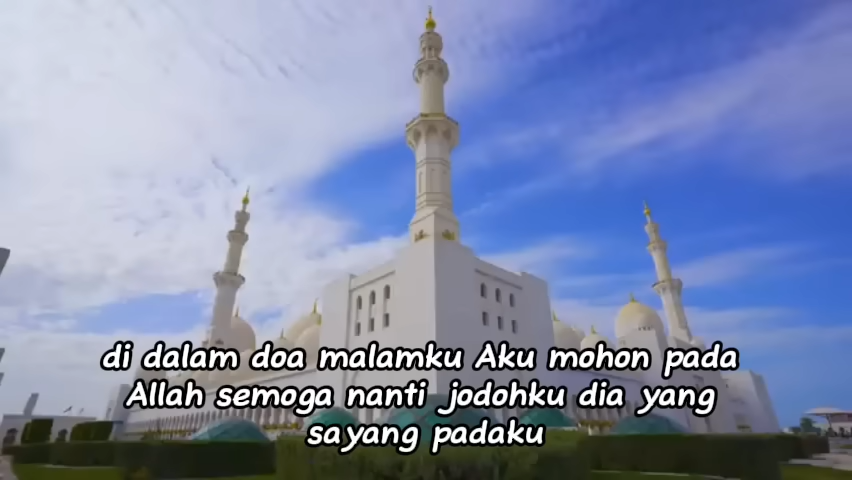 di dalam doa malamku Aku mohon pada
Allah semoga nanti jodohku dia yang
sayang padaku